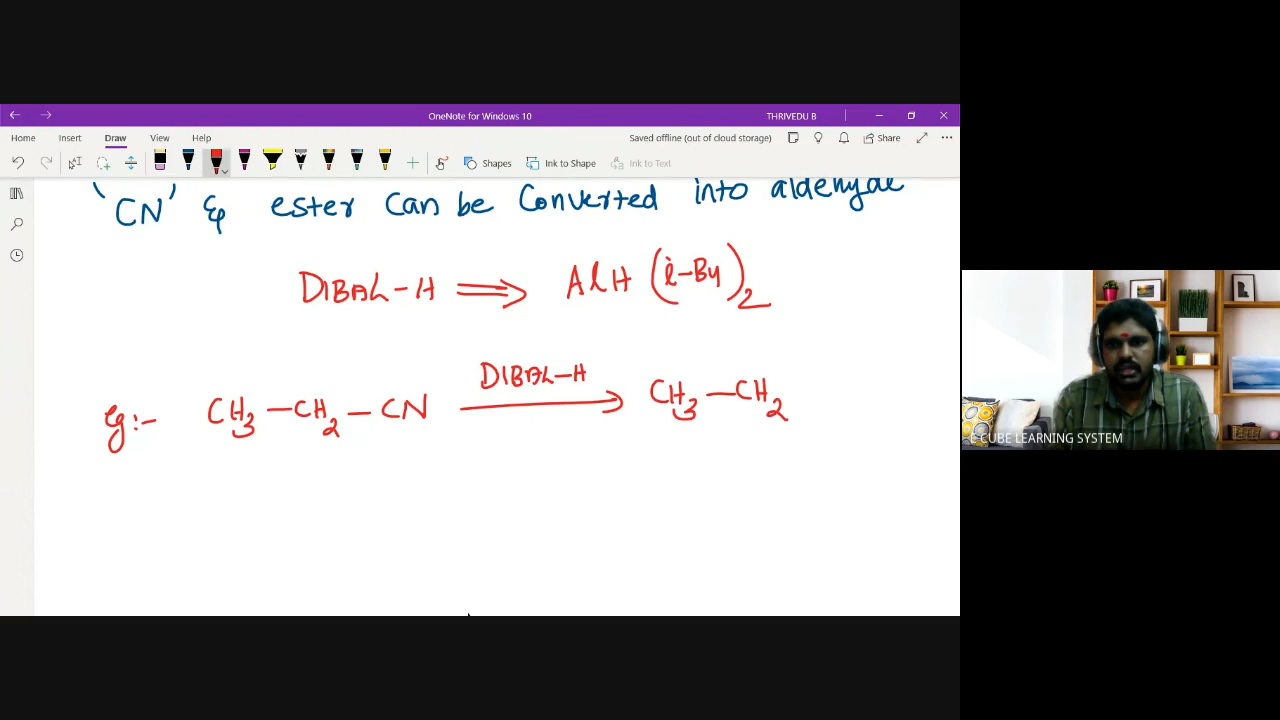 OneNote for Windows 10
THRIVEDU B
Home Insert Draw View Help
Saved offline (out of cloud storage)
Share
Shapes
Ink to Shape
Ink to Text
'CN' & ester can be converted into aldehyde
DIBAL-H ⟹ AlH (i-Bu)2
DIBAL-H
Eg:- CH3 — CH2 — CN ⟶ CH3 — CH2
E CUBE LEARNING SYSTEM